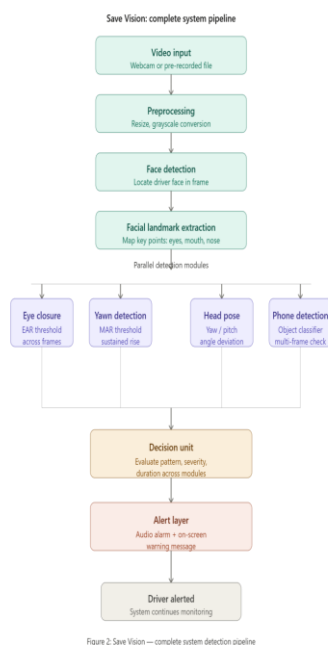 Save Vision: complete system pipeline
Video input
Webcam or pre-recorded file
Preprocessing
Resize, grayscale conversion
Face detection
Locate driver face in frame
Facial landmark extraction
Map key points: eyes, mouth, nose
Parallel detection modules
Eye closure
EAR threshold
across frames
Yawn detection
MAR threshold
sustained rise
Head pose
Yaw / pitch
angle deviation
Phone detection
Object classifier
multi-frame check
Decision unit
Evaluate pattern, severity,
duration across modules
Alert layer
Audio alarm + on-screen
warning message
Driver alerted
System continues monitoring
Figure 2: Save Vision — complete system detection pipeline